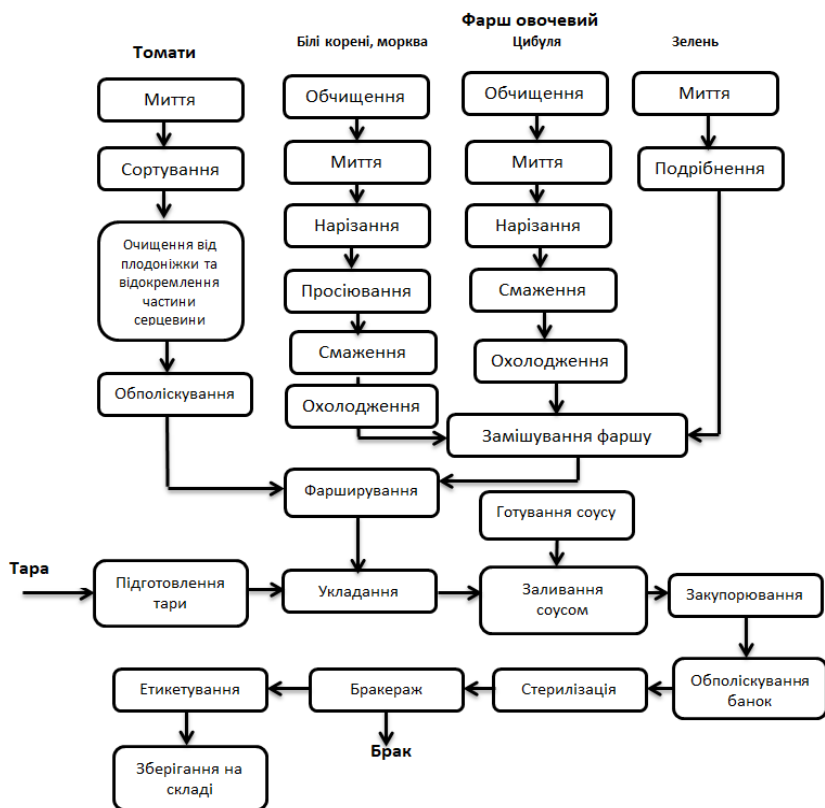 Фарш овочевий
Томати
Білі корені, морква
Цибуля
Зелень
Миття
Обчищення
Обчищення
Миття
Сортування
Миття
Миття
Подрібнення
Очищення від
плодоніжки та
відокремлення
частини
серцевини
Нарізання
Нарізання
Просіювання
Смаження
Смаження
Охолодження
Обполіскування
Охолодження
Замішування фаршу
Фарширування
Готування соусу
Тара
Підготовлення
тари
Укладання
Заливання
соусом
Закупорювання
Етикетування
Бракераж
Стерилізація
Обполіскування
банок
Брак
Зберігання на
складі